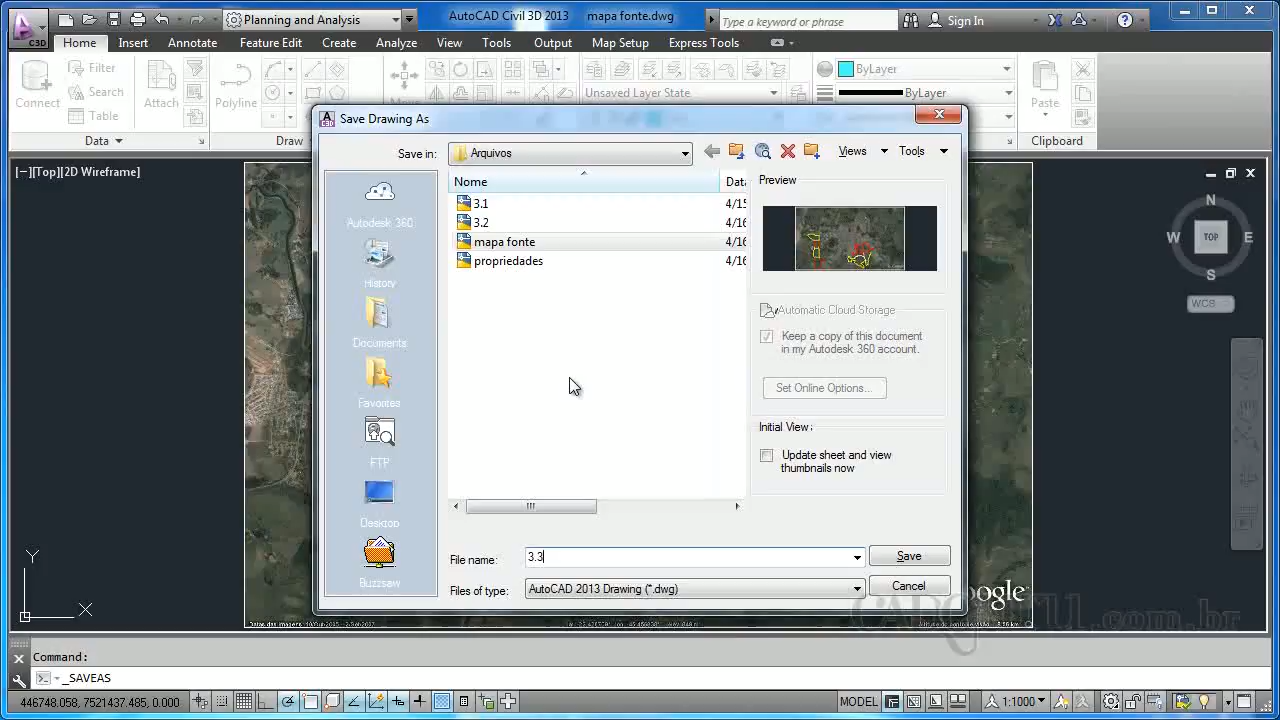 Planning and Analysis
AutoCAD Civil 3D 2013 mapa fonte.dwg
Type a keyword or phrase
Sign In
C3D
Home Insert Annotate Feature Edit Create Analyze View Tools Output Map Setup Express Tools
Connect
Filter
Search
Table
Attach
Polyline
Move
Unsaved Layer State
ByLayer
ByLayer
Paste
Data
Draw
Clipboard
[−][Top][2D Wireframe]
N
W TOP E
S
WCS
Save Drawing As
Save in: Arquivos
Views Tools
Autodesk 360
History
Documents
Favorites
FTP
Desktop
Buzzsaw
Nome Data
3.1 4/15
3.2 4/16
mapa fonte 4/16
propriedades 4/16
Preview
Automatic Cloud Storage
Keep a copy of this document
in my Autodesk 360 account.
Set Online Options...
Initial View
Update sheet and view
thumbnails now
File name: 3.3
Save
Files of type: AutoCAD 2013 Drawing (*.dwg)
Cancel
Y
X
Command:
_SAVEAS
446748.058, 7521437.485, 0.000
MODEL
1:1000